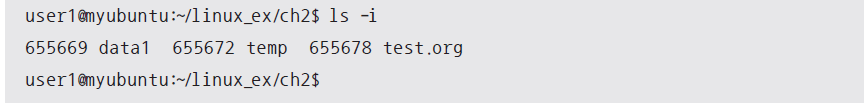 user1@myubuntu:~/linux_ex/ch2$ ls -i
655669 data1  655672 temp  655678 test.org
user1@myubuntu:~/linux_ex/ch2$